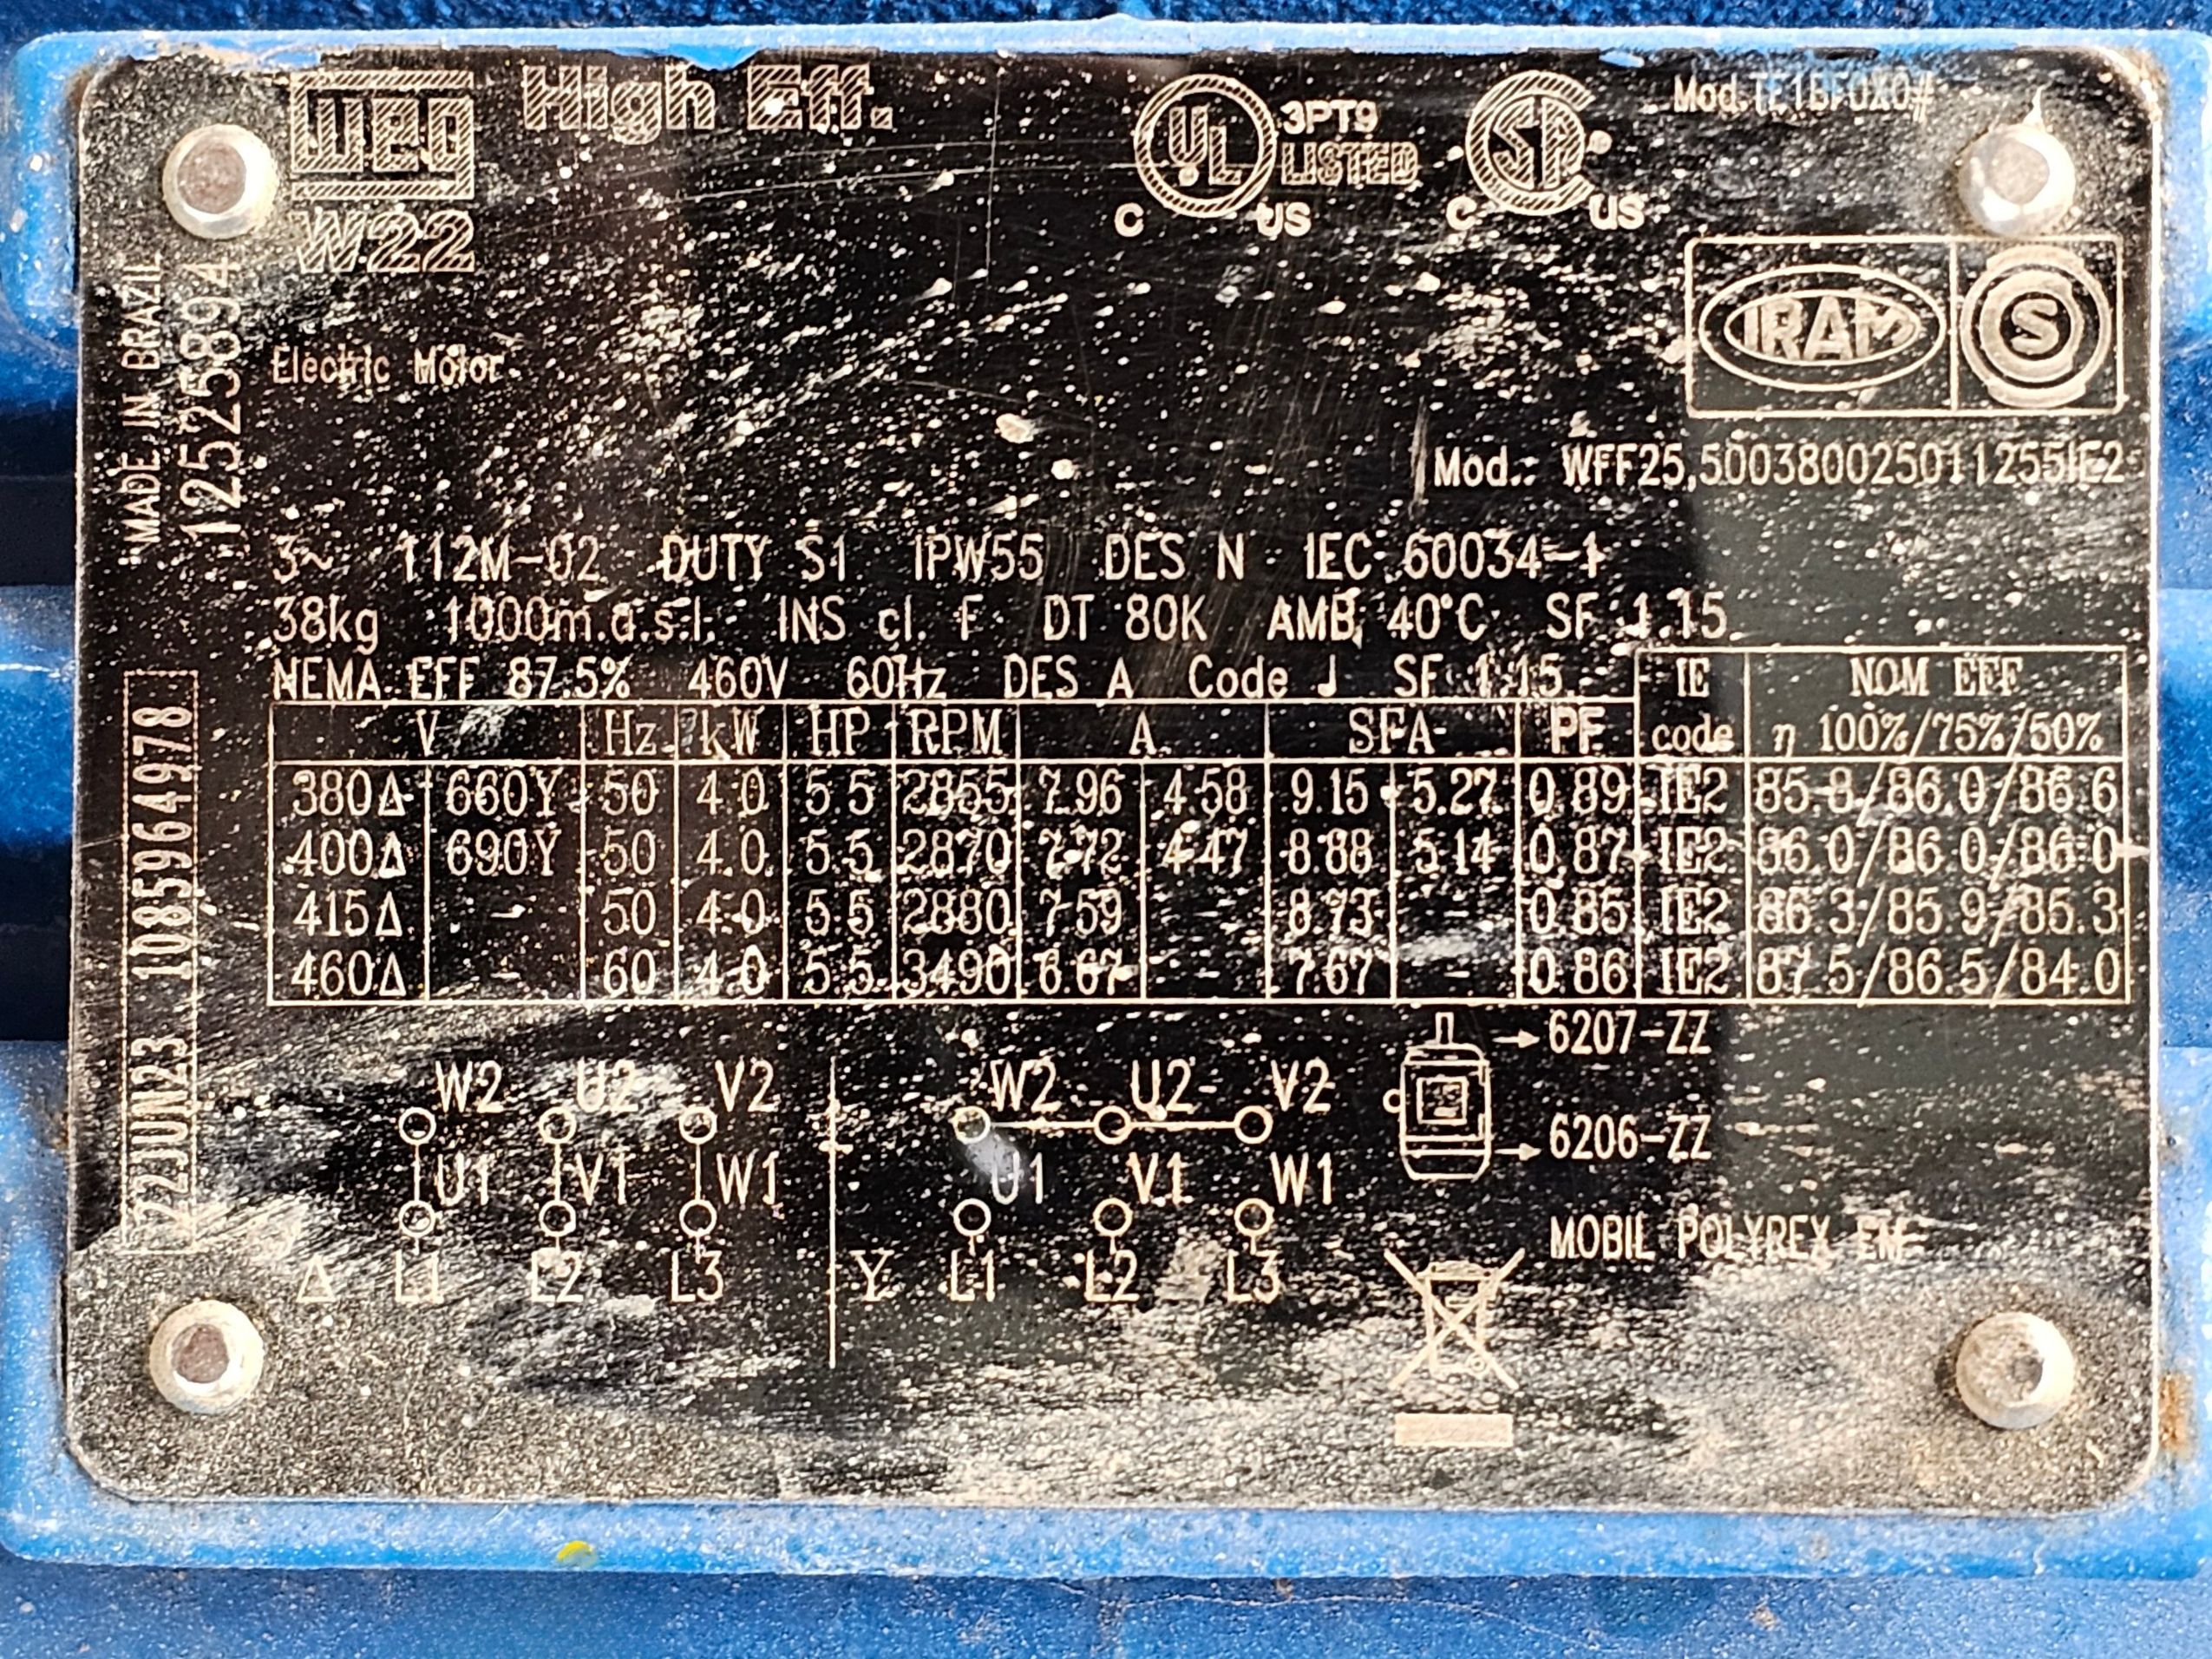 WEG High Eff.
W22
UL 3PT9
LISTED
C US
SP
C US
MADE IN BRAZIL
12525894
Electric Motor
IRAM S
Mod.: WFF25,500380025011255IE2
3~ 112M-02 DUTY S1 IPW55 DES N IEC 60034-1
38kg 1000m.a.s.l. INS cl. F DT 80K AMB 40°C SF 1.15
NEMA EFF 87.5% 460V 60Hz DES A Code J SF 1.15
V Hz kW HP RPM A SFA PF IE code NOM EFF η 100%/75%/50%
380Δ 660Y 50 4.0 5.5 2855 7.96 4.58 9.15 5.27 0.89 IE2 85.8/86.0/86.6
400Δ 690Y 50 4.0 5.5 2870 7.72 4.47 8.88 5.14 0.87 IE2 86.0/86.0/86.0
415Δ - 50 4.0 5.5 2880 7.59 - 8.73 - 0.85 IE2 86.3/85.9/85.3
460Δ - 60 4.0 5.5 3490 6.67 - 7.67 - 0.86 IE2 87.5/86.5/84.0
22JUN23 1085964978
W2 U2 V2
U1 V1 W1
Δ L1 L2 L3
W2 U2 V2
U1 V1 W1
Y L1 L2 L3
6207-ZZ
6206-ZZ
MOBIL POLYREX EM